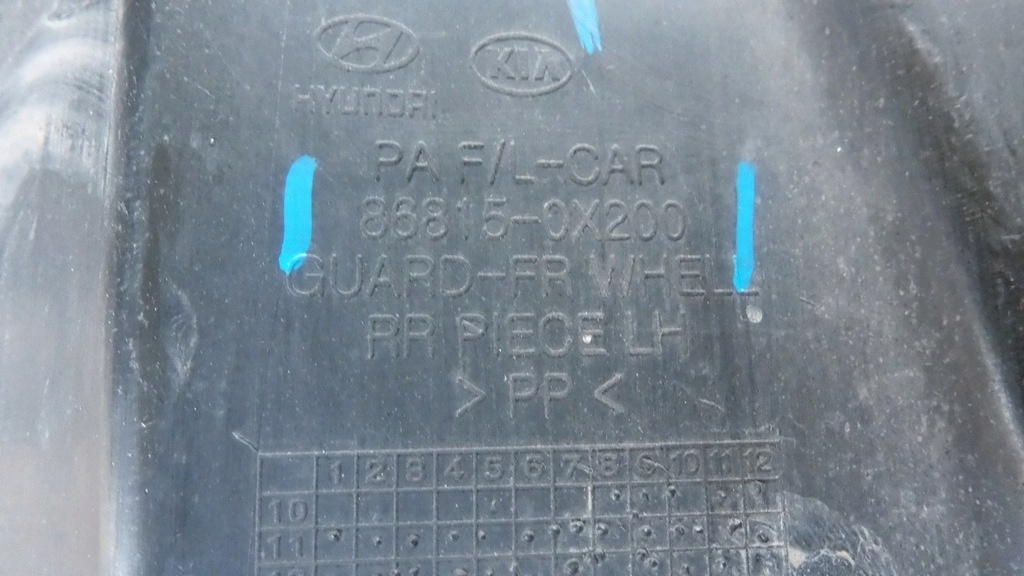 KIA
HYUNDAI
PA F/L-CAR
86815-0X200
GUARD-FR WHELL
RR PIECE LH
> PP <
1 2 3 4 5 6 7 8 9 10 11 12
10
11